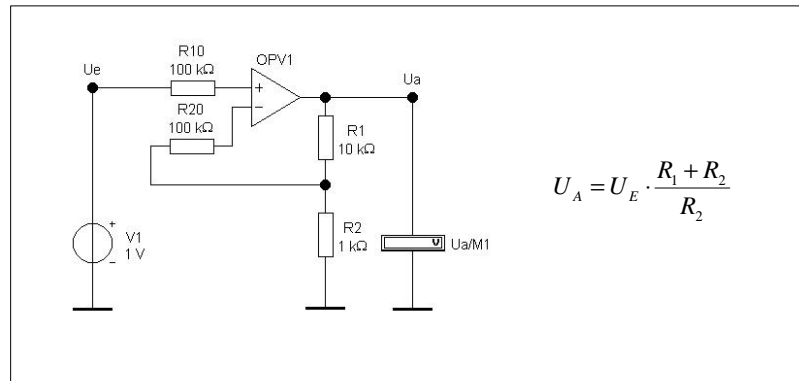 R10
100 kΩ
OPV1
Ue
Ua
+
−
R20
100 kΩ
R1
10 kΩ
U_A = U_E · (R_1 + R_2) / R_2
+
V1
1 V
−
R2
1 kΩ
V
Ua/M1